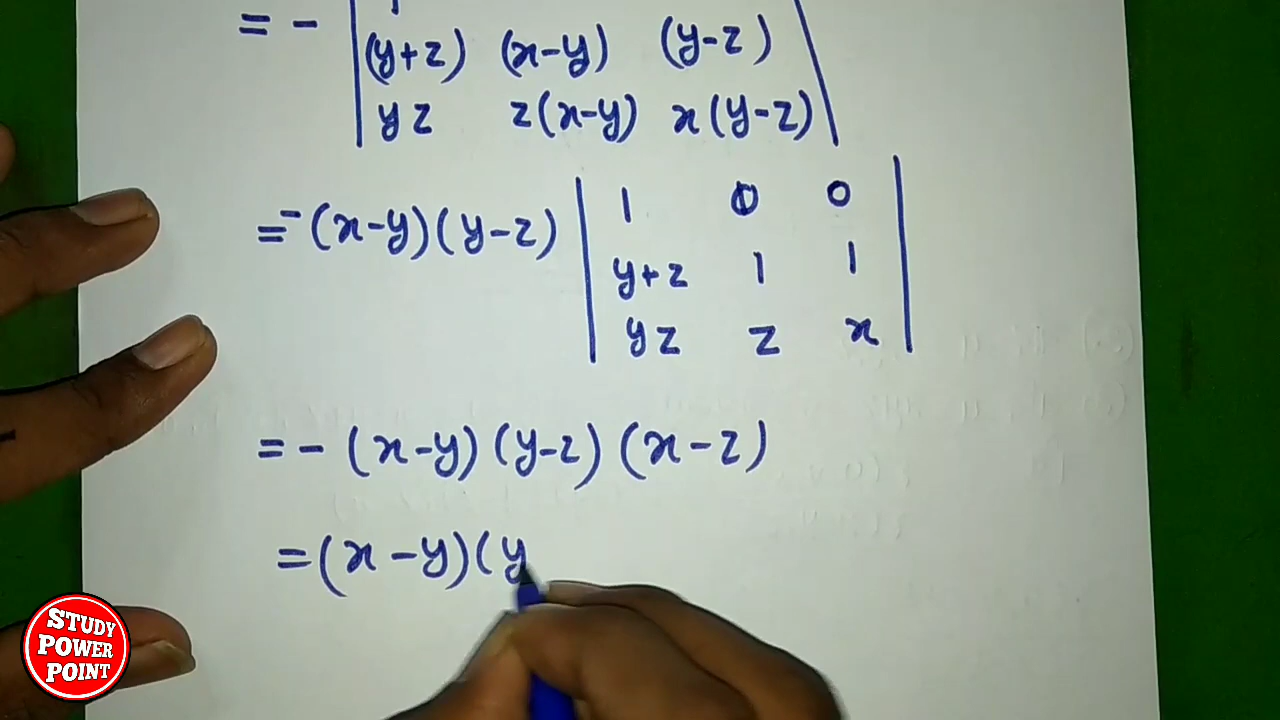 = - | (y+z) (x-y) (y-z) |
| yz z(x-y) x(y-z) |
= -(x-y)(y-z) | 1 0 0 |
| y+z 1 1 |
| yz z x |
= - (x-y)(y-z)(x-z)
= (x-y)(y
STUDY
POWER
POINT